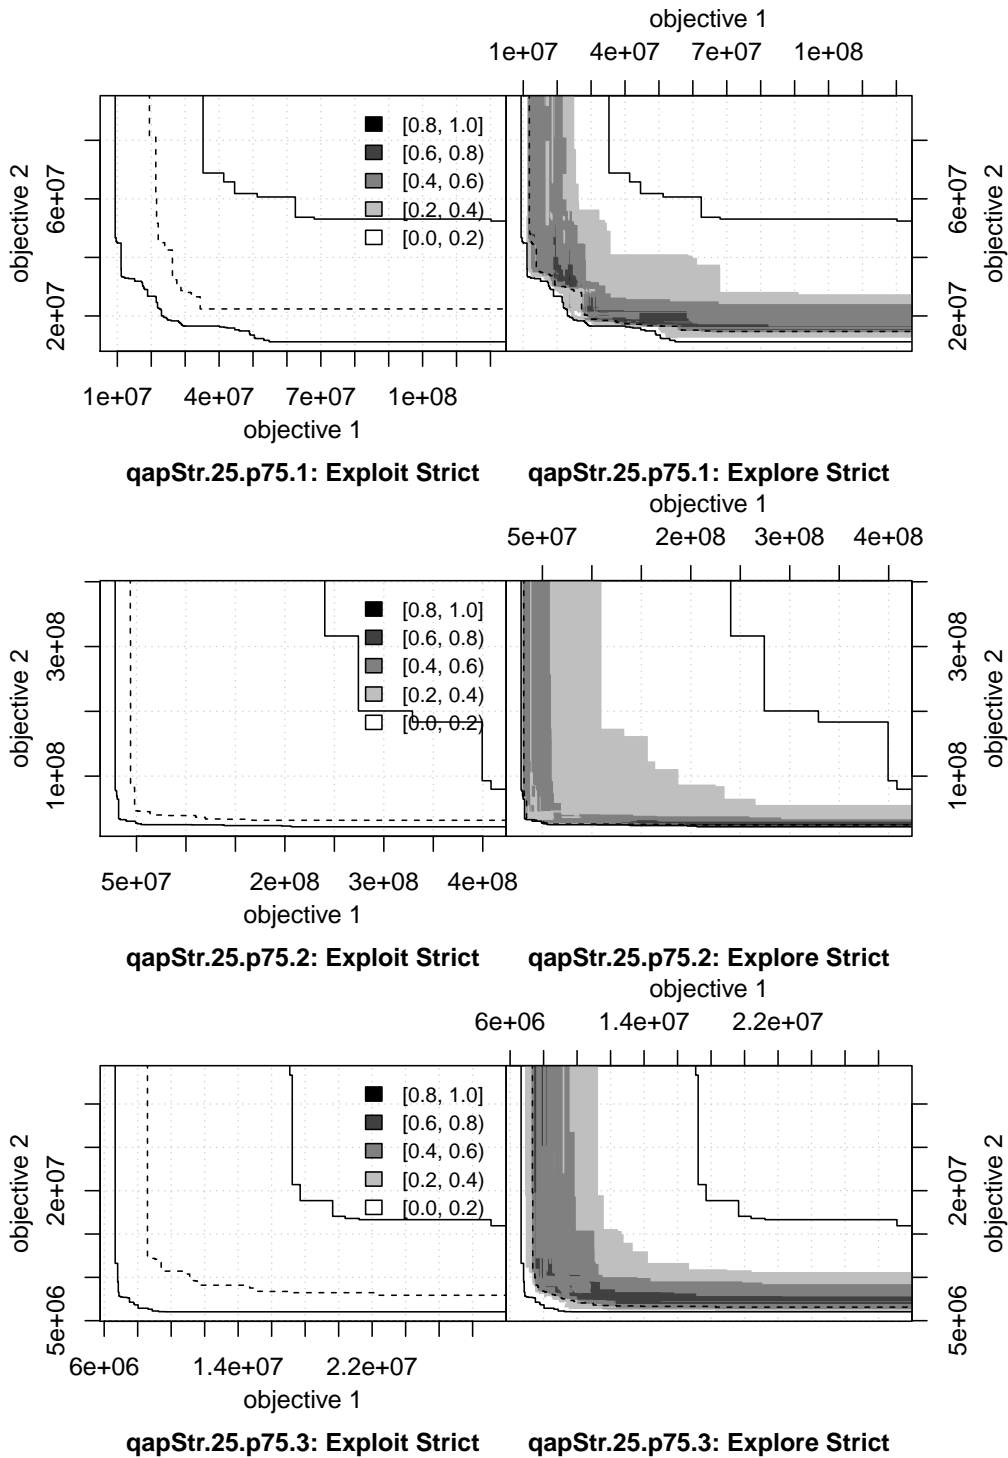 objective 1
1e+07 4e+07 7e+07 1e+08
objective 2
2e+07 6e+07
[0.8, 1.0]
[0.6, 0.8)
[0.4, 0.6)
[0.2, 0.4)
[0.0, 0.2)
2e+07 6e+07
objective 2
1e+07 4e+07 7e+07 1e+08
objective 1
qapStr.25.p75.1: Exploit Strict
qapStr.25.p75.1: Explore Strict
objective 1
5e+07 2e+08 3e+08 4e+08
objective 2
1e+08 3e+08
[0.8, 1.0]
[0.6, 0.8)
[0.4, 0.6)
[0.2, 0.4)
[0.0, 0.2)
1e+08 3e+08
objective 2
5e+07 2e+08 3e+08 4e+08
objective 1
qapStr.25.p75.2: Exploit Strict
qapStr.25.p75.2: Explore Strict
objective 1
6e+06 1.4e+07 2.2e+07
objective 2
5e+06 2e+07
[0.8, 1.0]
[0.6, 0.8)
[0.4, 0.6)
[0.2, 0.4)
[0.0, 0.2)
5e+06 2e+07
objective 2
6e+06 1.4e+07 2.2e+07
objective 1
qapStr.25.p75.3: Exploit Strict
qapStr.25.p75.3: Explore Strict